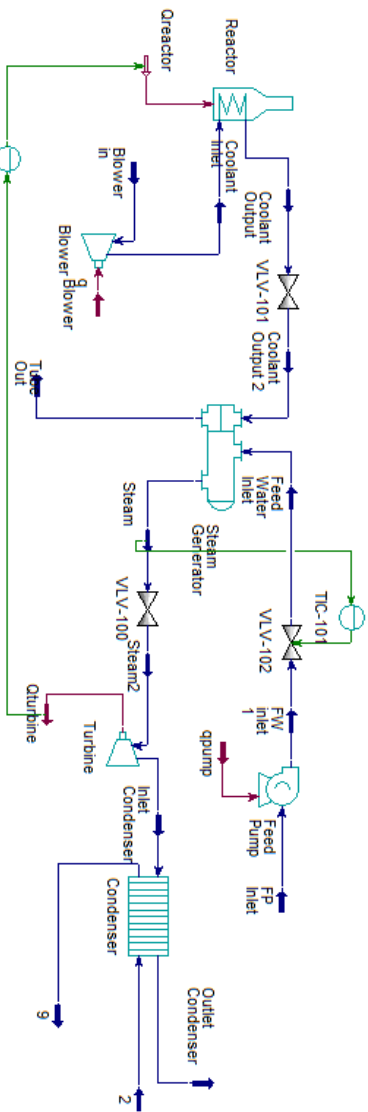 TIC-101
VLV-102
FW
inlet
1
Feed
Pump
FP
Inlet
qpump
Feed
Water
Inlet
Reactor
Qreactor
Coolant
Output
VLV-101
Coolant
Output 2
Coolant
Inlet
Steam
Generator
Outlet
Condenser
Blower
in
Blower
q
Blower
Steam
VLV-100
Steam2
Turbine
Inlet
Condenser
Condenser
2
Tube Out
Qturbine
9